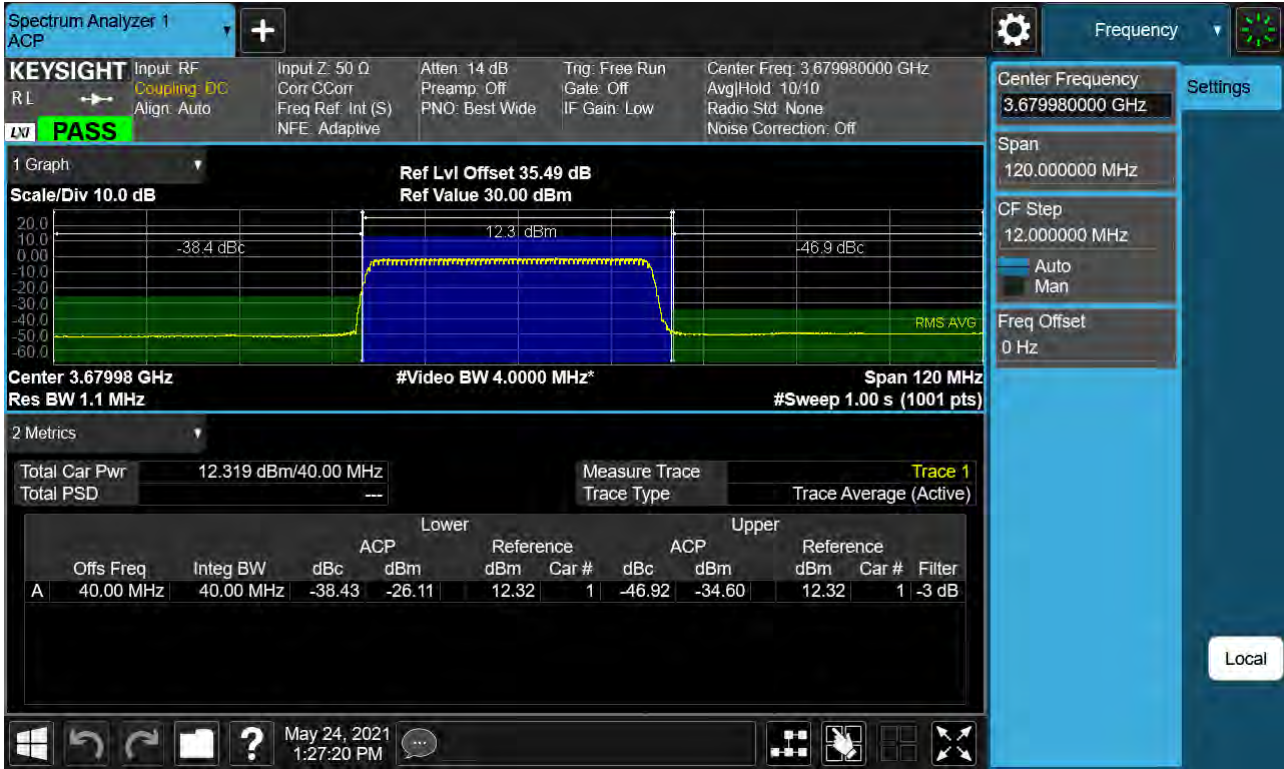 Spectrum Analyzer 1
ACP
+
Frequency
KEYSIGHT
R L
LXI PASS
Input: RF
Coupling: DC
Align: Auto
Input Z: 50 Ω
Corr CCorr
Freq Ref: Int (S)
NFE: Adaptive
Atten: 14 dB
Preamp: Off
PNO: Best Wide
Trig: Free Run
Gate: Off
IF Gain: Low
Center Freq: 3.679980000 GHz
Avg|Hold: 10/10
Radio Std: None
Noise Correction: Off
1 Graph
Scale/Div 10.0 dB
Ref Lvl Offset 35.49 dB
Ref Value 30.00 dBm
20.0
10.0
0.00
-10.0
-20.0
-30.0
-40.0
-50.0
-60.0
-38.4 dBc
12.3 dBm
-46.9 dBc
RMS AVG
Center 3.67998 GHz
#Video BW 4.0000 MHz*
Span 120 MHz
Res BW 1.1 MHz
#Sweep 1.00 s (1001 pts)
2 Metrics
Total Car Pwr 12.319 dBm/40.00 MHz
Total PSD ---
Measure Trace Trace 1
Trace Type Trace Average (Active)
Lower Upper
ACP Reference ACP Reference
Offs Freq Integ BW dBc dBm dBm Car # dBc dBm dBm Car # Filter
A 40.00 MHz 40.00 MHz -38.43 -26.11 12.32 1 -46.92 -34.60 12.32 1 -3 dB
Center Frequency
3.679980000 GHz
Settings
Span
120.000000 MHz
CF Step
12.000000 MHz
Auto
Man
Freq Offset
0 Hz
Local
?
May 24, 2021
1:27:20 PM